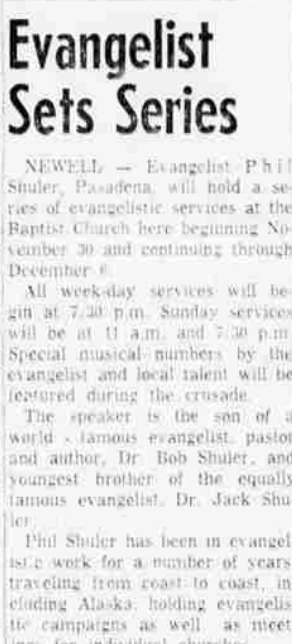 Evangelist
Sets Series
NEWELL — Evangelist Phil
Shuler, Pasadena, will hold a se-
ries of evangelistic services at the
Baptist Church here beginning No-
vember 30 and continuing through
December 6
All week-day services will be-
gin at 7:30 p.m. Sunday services
will be at 11 a.m. and 7:30 p.m.
Special musical numbers by the
evangelist and local talent will be
featured during the crusade.
The speaker is the son of a
world - famous evangelist, pastor
and author, Dr. Bob Shuler, and
youngest brother of the equally
famous evangelist, Dr. Jack Shu-
ler
Phil Shuler has been in evangel-
istic work for a number of years
traveling from coast to coast, in-
cluding Alaska, holding evangelis-
tic campaigns as well as meet-